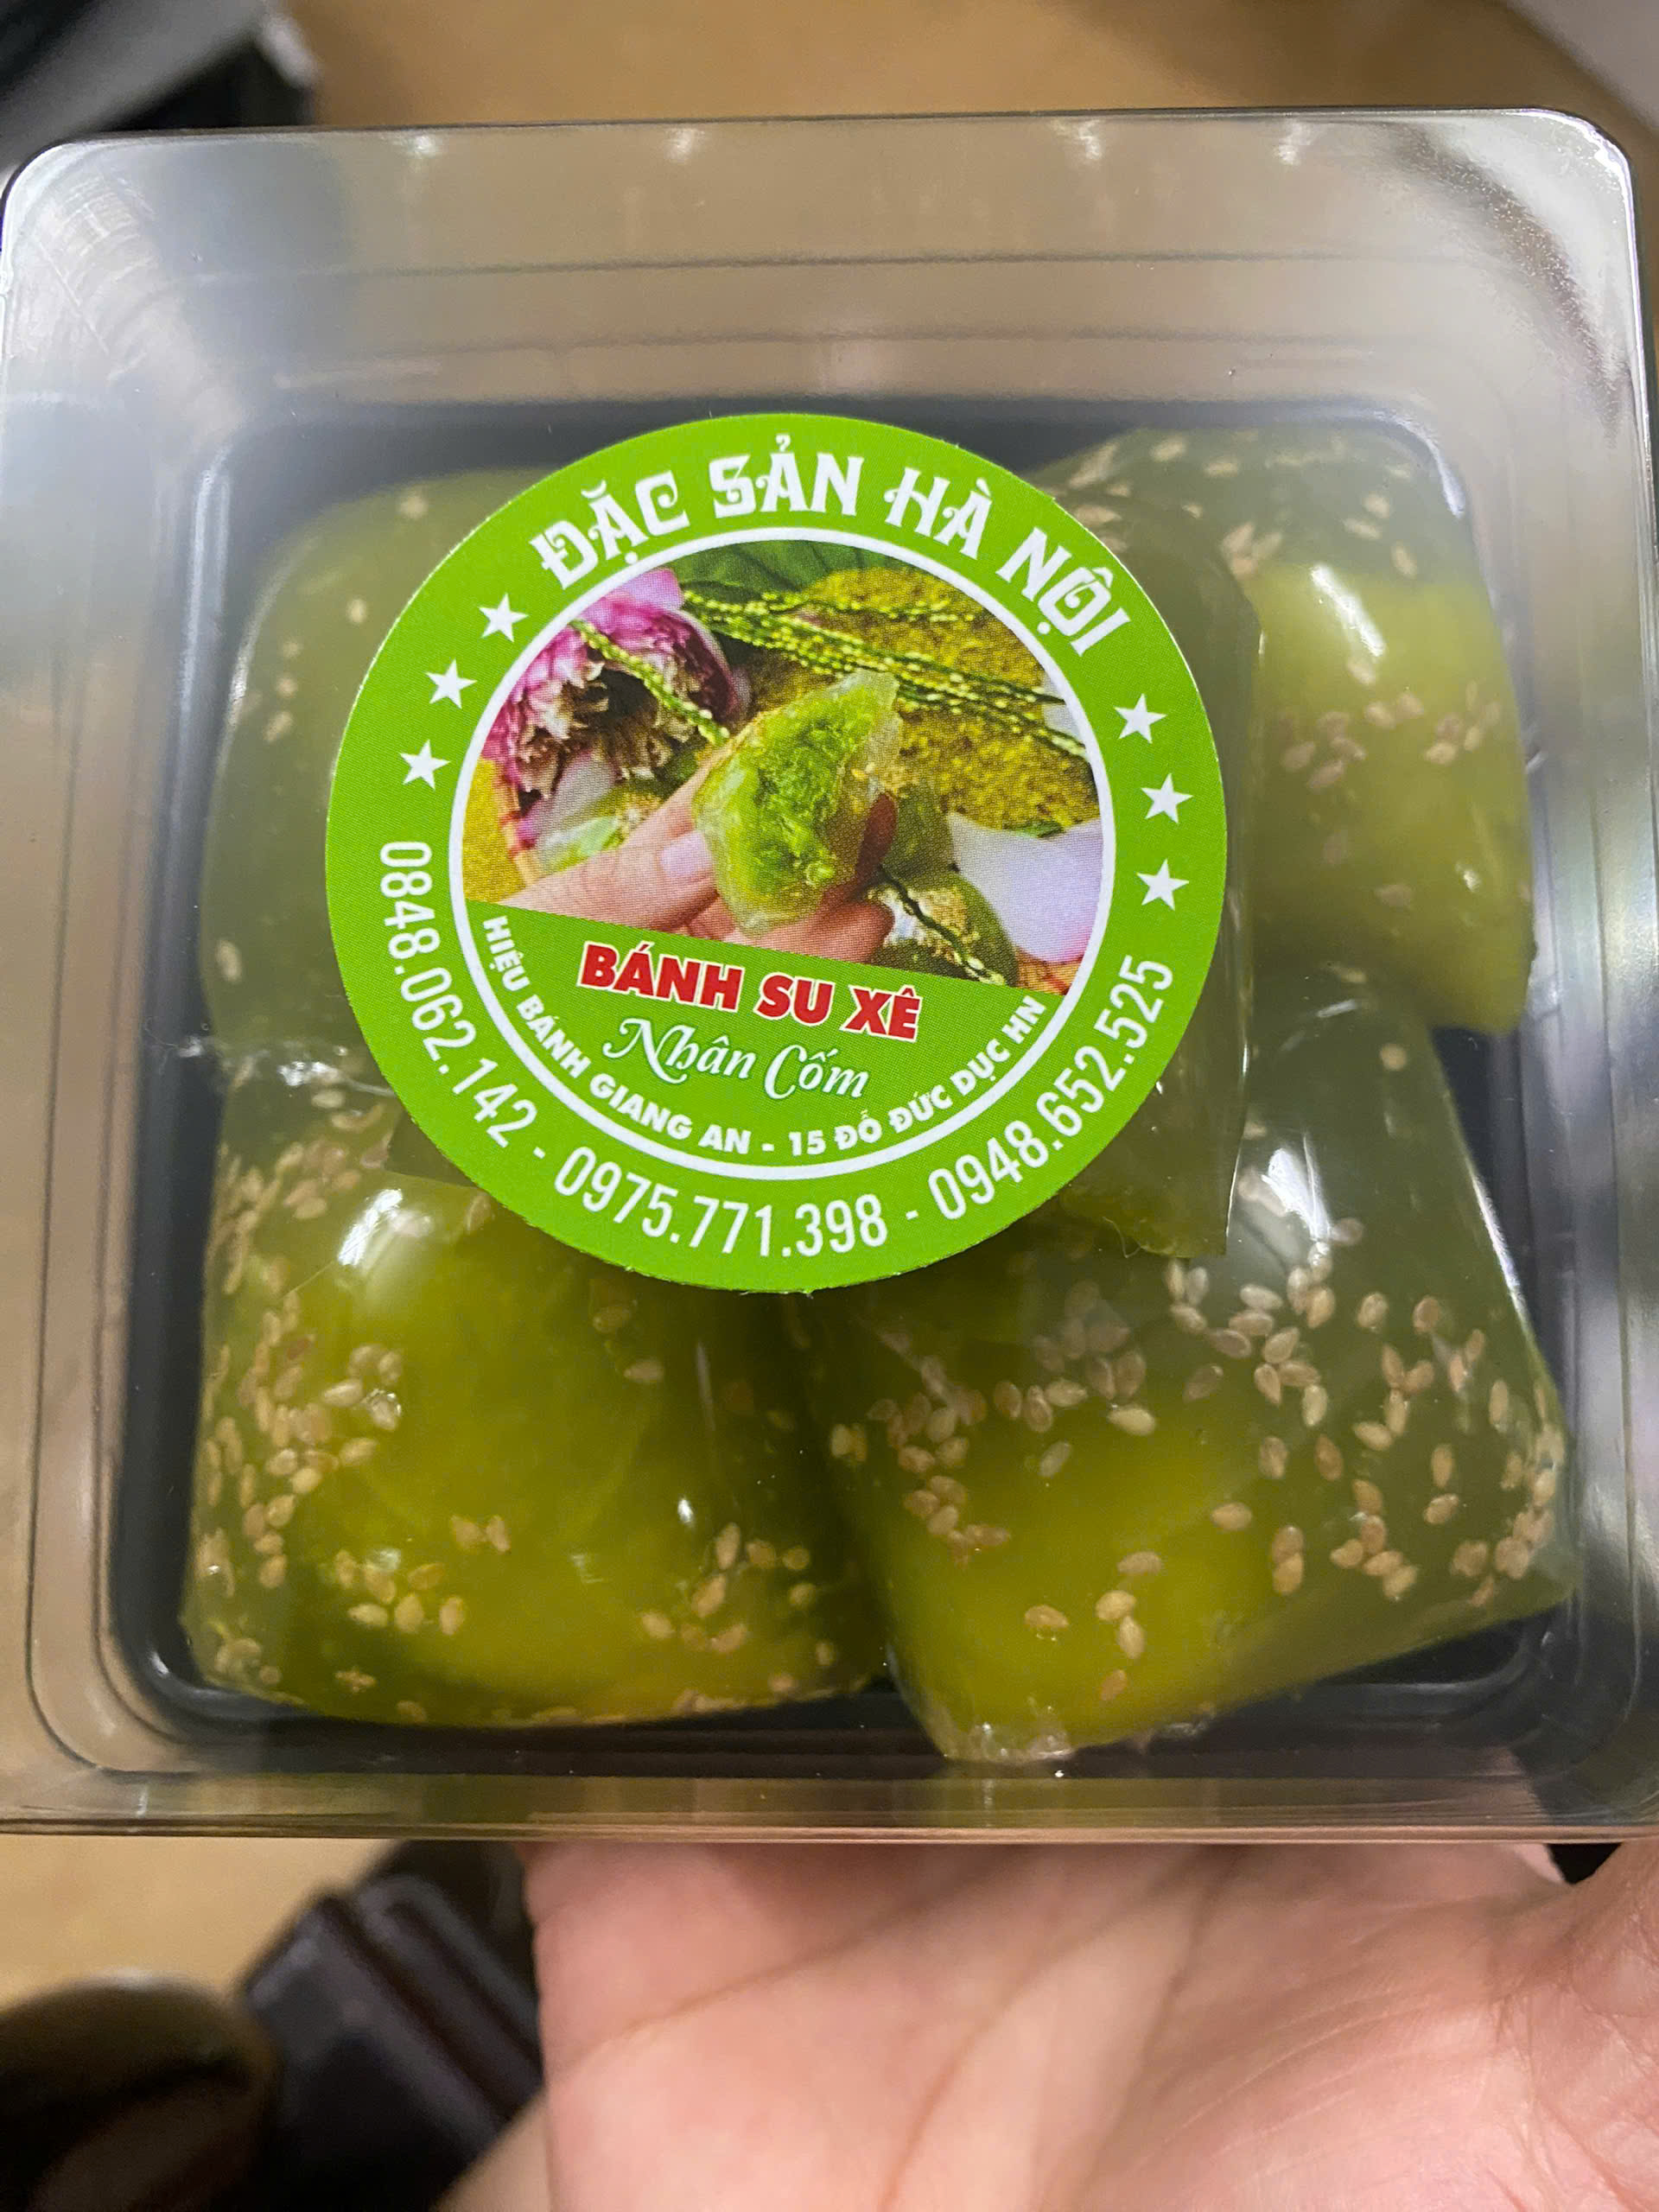 ĐẶC SẢN HÀ NỘI
BÁNH SU XÊ
Nhân Cốm
HIỆU BÁNH GIANG AN - 15 ĐỖ ĐỨC DỤC HN
0848.062.142 - 0975.771.398 - 0948.652.525